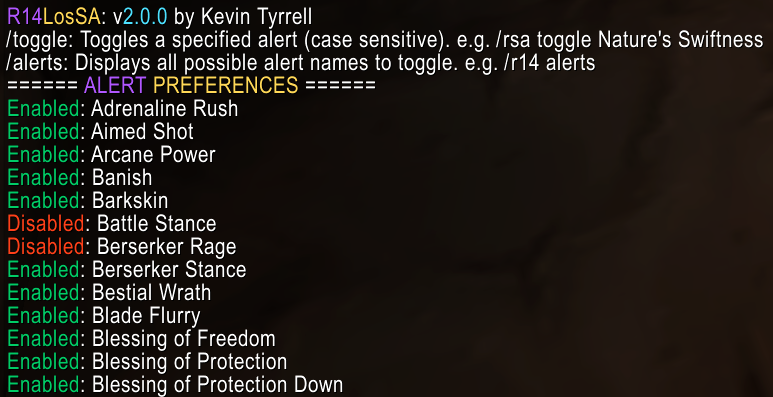 R14LosSA: v2.0.0 by Kevin Tyrrell
/toggle: Toggles a specified alert (case sensitive). e.g. /rsa toggle Nature's Swiftness
/alerts: Displays all possible alert names to toggle. e.g. /r14 alerts
====== ALERT PREFERENCES ======
Enabled: Adrenaline Rush
Enabled: Aimed Shot
Enabled: Arcane Power
Enabled: Banish
Enabled: Barkskin
Disabled: Battle Stance
Disabled: Berserker Rage
Enabled: Berserker Stance
Enabled: Bestial Wrath
Enabled: Blade Flurry
Enabled: Blessing of Freedom
Enabled: Blessing of Protection
Enabled: Blessing of Protection Down